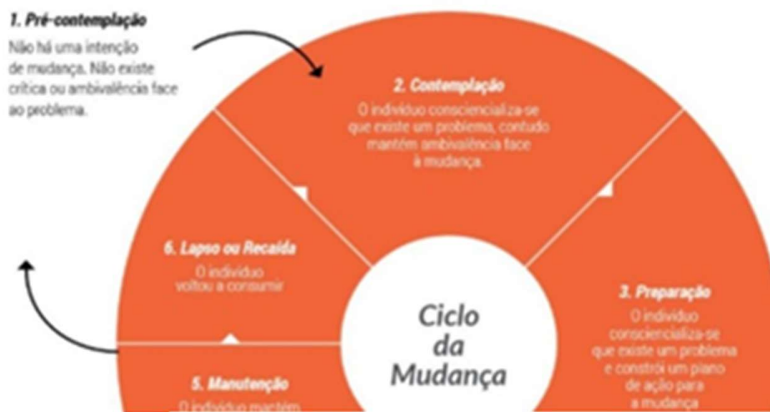 1. Pré-contemplação
Não há uma intenção
de mudança. Não existe
crítica ou ambivalência face
ao problema.
2. Contemplação
O indivíduo consciencializa-se
que existe um problema, contudo
mantém ambivalência face
à mudança.
3. Preparação
O indivíduo
consciencializa-se
que existe um problema
e constrói um plano
de ação para
a mudança
5. Manutenção
O indivíduo mantém
6. Lapso ou Recaída
O indivíduo
voltou a consumir
Ciclo
da
Mudança